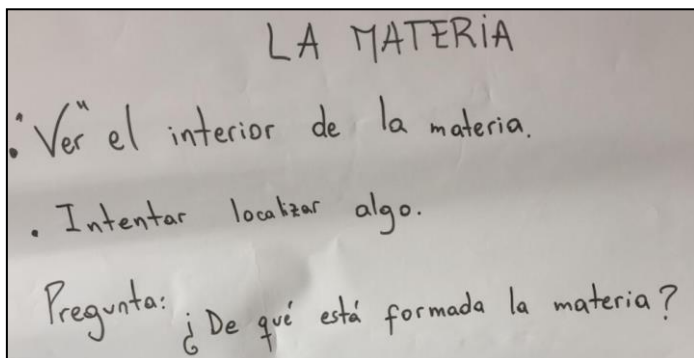 LA MATERIA
. "Ver" el interior de la materia.
. Intentar localizar algo.
Pregunta: ¿De qué está formada la materia?